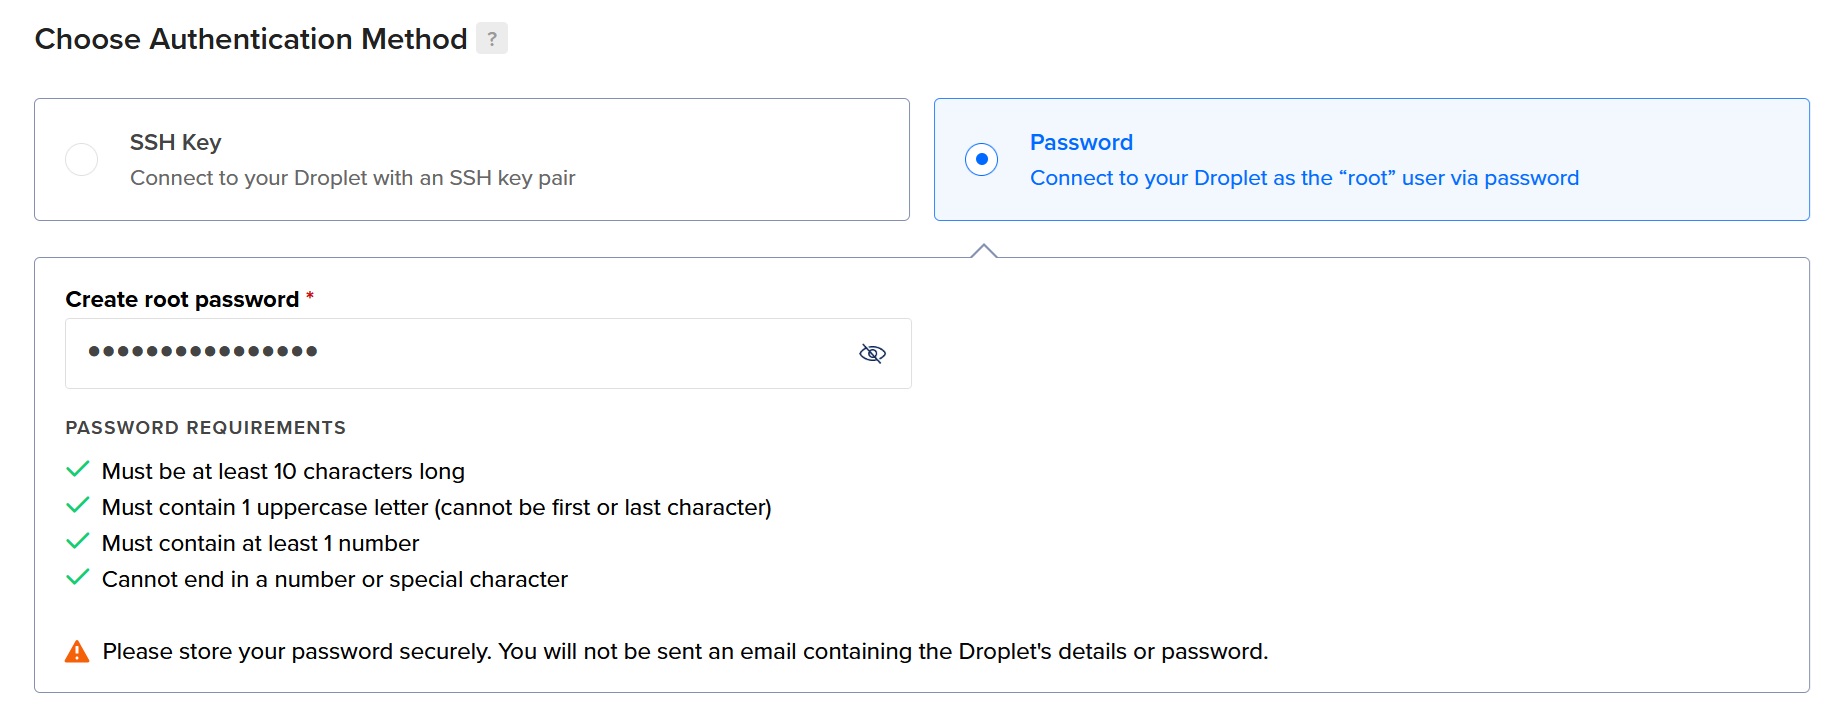 Choose Authentication Method ?
SSH Key
Connect to your Droplet with an SSH key pair
Password
Connect to your Droplet as the “root” user via password
Create root password *
••••••••••••••••
PASSWORD REQUIREMENTS
Must be at least 10 characters long
Must contain 1 uppercase letter (cannot be first or last character)
Must contain at least 1 number
Cannot end in a number or special character
Please store your password securely. You will not be sent an email containing the Droplet's details or password.